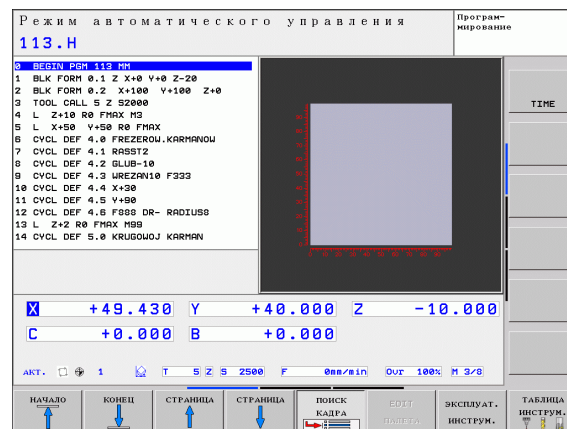 Режим автоматического управления
Програм-
мирование
113.H
0 BEGIN PGM 113 MM
1 BLK FORM 0.1 Z X+0 Y+0 Z-20
2 BLK FORM 0.2 X+100 Y+100 Z+0
3 TOOL CALL 5 Z S2000
4 L Z+10 R0 FMAX M3
5 L X+50 Y+50 R0 FMAX
6 CYCL DEF 4.0 FREZEROW.KARMANOW
7 CYCL DEF 4.1 RASST2
8 CYCL DEF 4.2 GLUB-10
9 CYCL DEF 4.3 WREZAN10 F333
10 CYCL DEF 4.4 X+30
11 CYCL DEF 4.5 Y+90
12 CYCL DEF 4.6 F888 DR- RADIUS8
13 L Z+2 R0 FMAX M99
14 CYCL DEF 5.0 KRUGOWOJ KARMAN
TIME
X +49.430 Y +40.000 Z -10.000
C +0.000 B +0.000
АКТ. 1 T 5 Z S 2500 F 0mm/min Ovr 100% M 3/8
НАЧАЛО
КОНЕЦ
СТРАНИЦА
СТРАНИЦА
ПОИСК
КАДРА
EDIT
ПАЛЕТА
ЭКСПЛУАТ.
ИНСТРУМ.
ТАБЛИЦА
ИНСТРУМ.